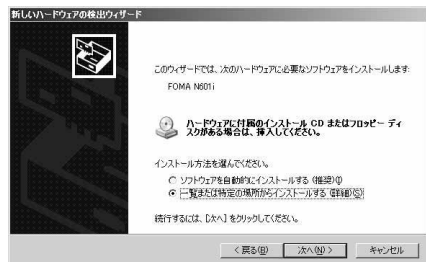 新しいハードウェアの検出ウィザード
このウィザードでは、次のハードウェアに必要なソフトウェアをインストールします:
FOMA N601i
ハードウェアに付属のインストール CD またはフロッピー ディ
スクがある場合は、挿入してください。
インストール方法を選んでください。
ソフトウェアを自動的にインストールする (推奨)(I)
一覧または特定の場所からインストールする (詳細)(S)
続行するには、[次へ] をクリックしてください。
< 戻る(B)
次へ(N) >
キャンセル